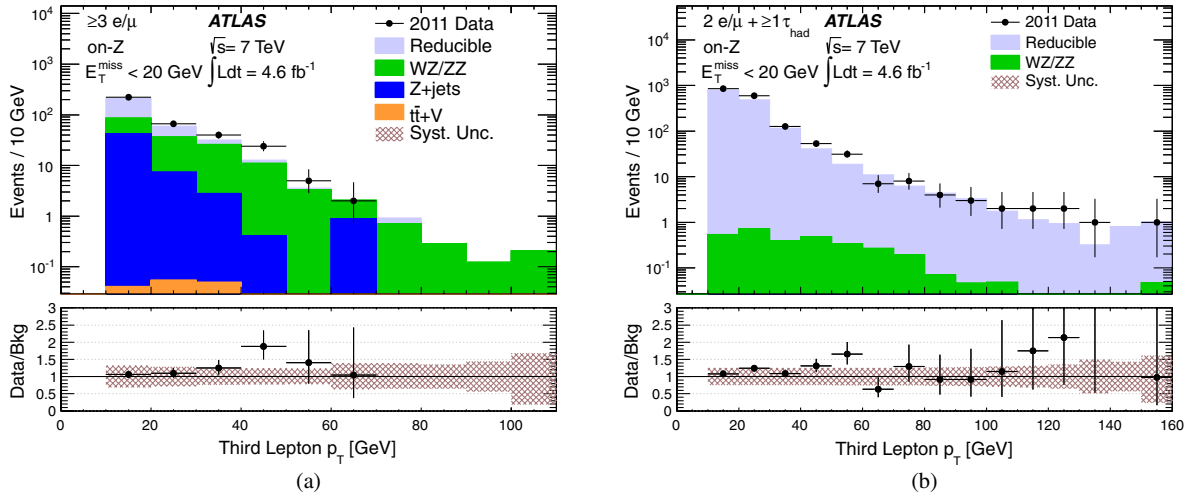 ≥3 e/μ ATLAS
on-Z √s= 7 TeV
E_T^miss < 20 GeV ∫Ldt = 4.6 fb⁻¹
2011 Data
Reducible
WZ/ZZ
Z+jets
tt̄+V
Syst. Unc.
Events / 10 GeV
10⁴
10³
10²
10
1
10⁻¹
Data/Bkg
3
2.5
2
1.5
1
0.5
0
0 20 40 60 80 100
Third Lepton p_T [GeV]
(a)
2 e/μ + ≥1τ_had ATLAS
on-Z √s= 7 TeV
E_T^miss < 20 GeV ∫Ldt = 4.6 fb⁻¹
2011 Data
Reducible
WZ/ZZ
Syst. Unc.
Events / 10 GeV
10⁴
10³
10²
10
1
10⁻¹
Data/Bkg
3
2.5
2
1.5
1
0.5
0
0 20 40 60 80 100 120 140 160
Third Lepton p_T [GeV]
(b)